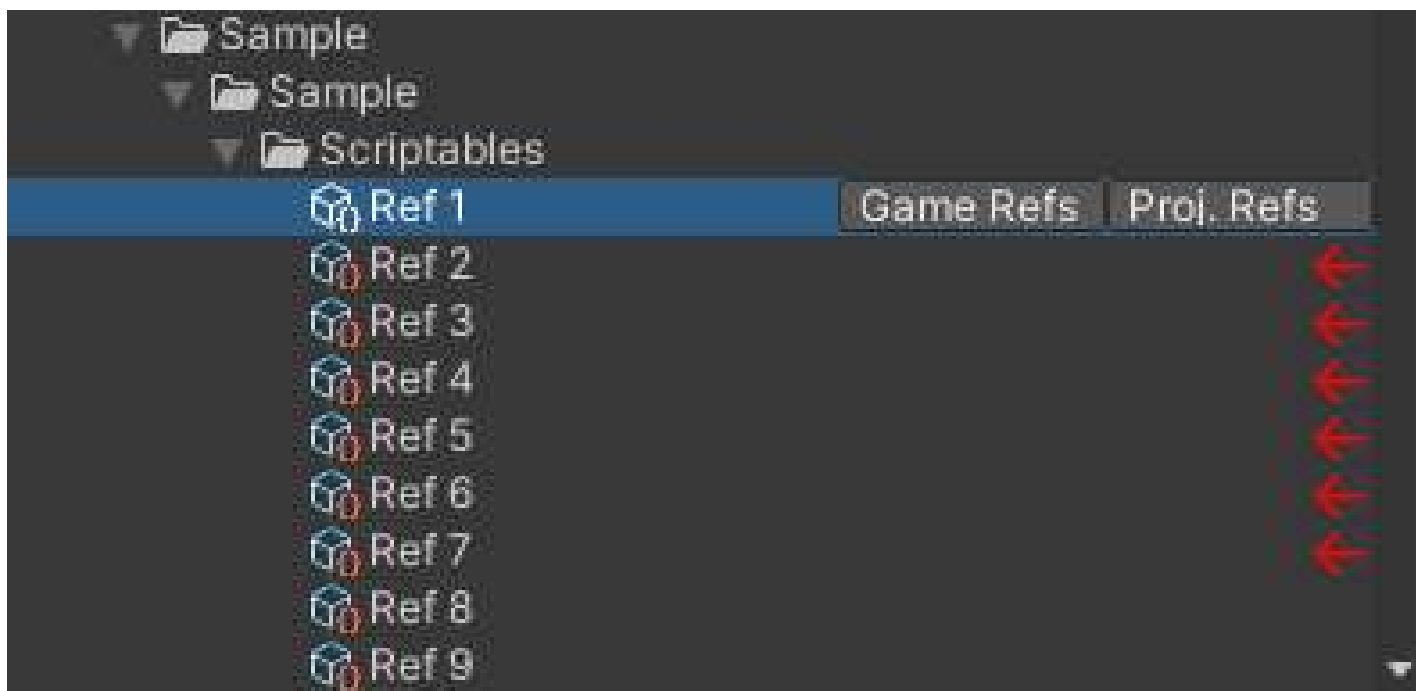 Sample
Sample
Scriptables
Ref 1 Game Refs Proj. Refs
Ref 2
Ref 3
Ref 4
Ref 5
Ref 6
Ref 7
Ref 8
Ref 9